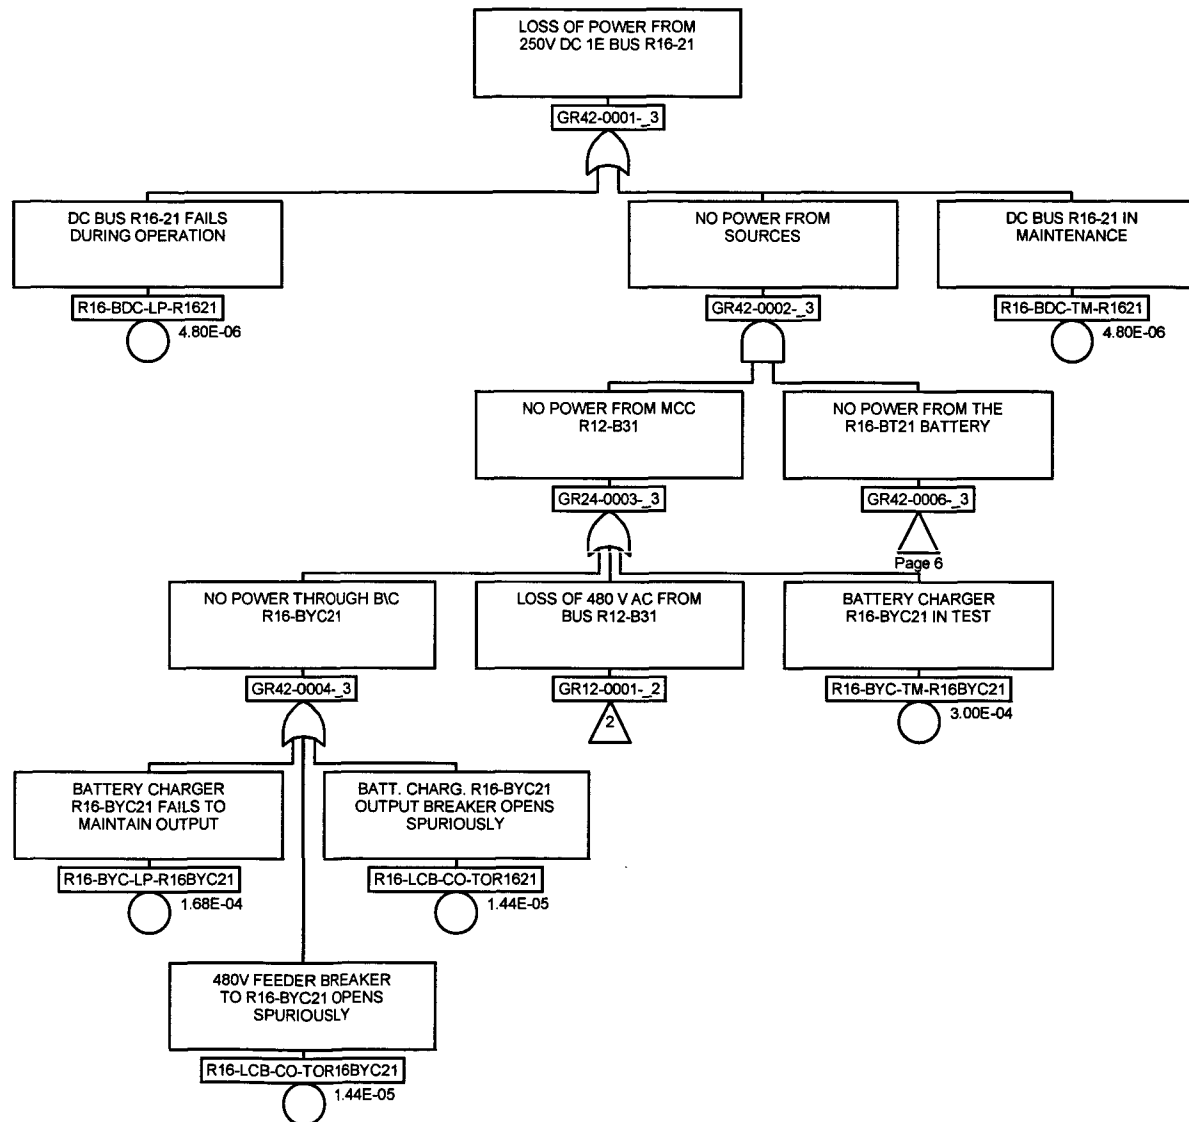 LOSS OF POWER FROM
250V DC 1E BUS R16-21
GR42-0001-_3
DC BUS R16-21 FAILS
DURING OPERATION
R16-BDC-LP-R1621
4.80E-06
NO POWER FROM
SOURCES
GR42-0002-_3
DC BUS R16-21 IN
MAINTENANCE
R16-BDC-TM-R1621
4.80E-06
NO POWER FROM MCC
R12-B31
GR24-0003-_3
NO POWER FROM THE
R16-BT21 BATTERY
GR42-0006-_3
Page 6
NO POWER THROUGH B\C
R16-BYC21
GR42-0004-_3
LOSS OF 480 V AC FROM
BUS R12-B31
GR12-0001-_2
2
BATTERY CHARGER
R16-BYC21 IN TEST
R16-BYC-TM-R16BYC21
3.00E-04
BATTERY CHARGER
R16-BYC21 FAILS TO
MAINTAIN OUTPUT
R16-BYC-LP-R16BYC21
1.68E-04
BATT. CHARG. R16-BYC21
OUTPUT BREAKER OPENS
SPURIOUSLY
R16-LCB-CO-TOR1621
1.44E-05
480V FEEDER BREAKER
TO R16-BYC21 OPENS
SPURIOUSLY
R16-LCB-CO-TOR16BYC21
1.44E-05